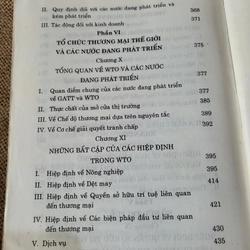 II. Quy định đối với các nước đang phát triển và
kém phát triển 368
III. Tác động đối với kinh doanh 371
Phần VI
TỔ CHỨC THƯƠNG MẠI THẾ GIỚI
VÀ CÁC NƯỚC ĐANG PHÁT TRIỂN 375
Chương X
TỔNG QUAN VỀ WTO VÀ CÁC NƯỚC
ĐANG PHÁT TRIỂN 377
I. Quan điểm chung của các nước đang phát triển
về GATT và WTO 377
II. Thực chất của mở cửa thị trường
III. Về Chế độ thương mại dựa trên nguyên tắc 387
IV. Về Cơ chế giải quyết tranh chấp 392
Chương XI
NHỮNG BẤT CẬP CỦA CÁC HIỆP ĐỊNH
TRONG WTO 395
I. Hiệp định về Nông nghiệp 395
II. Hiệp định về Dệt may 414
III. Hiệp định về Quyền sở hữu trí tuệ liên quan
đến thương mại 421
IV. Hiệp định về Các biện pháp đầu tư liên quan
đến thương mại 430
V. Dịch vụ 435